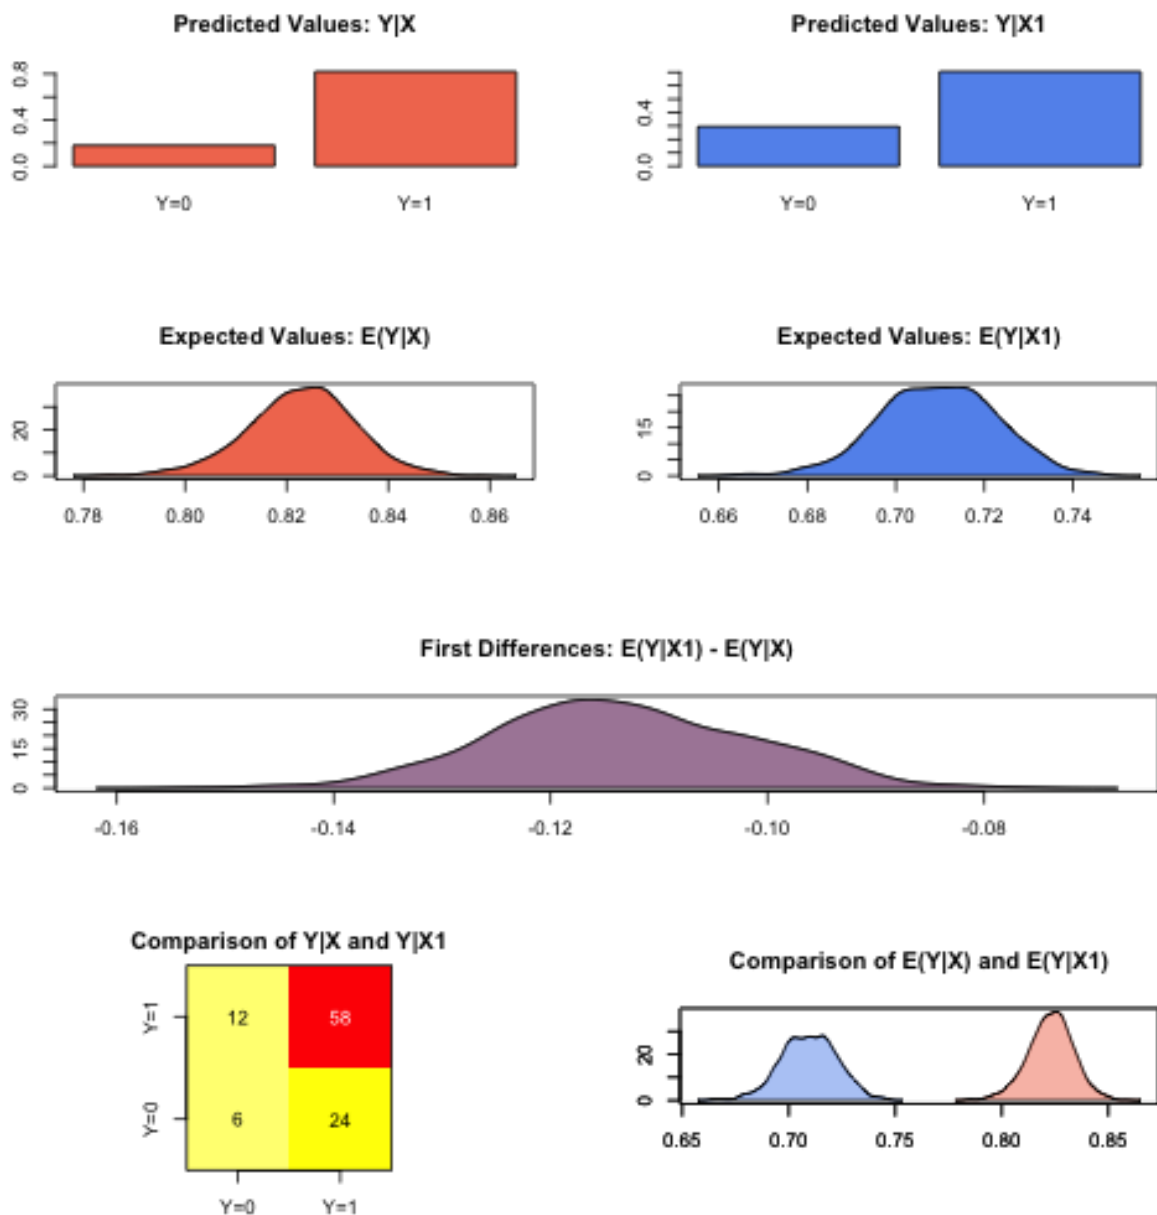 Predicted Values: Y|X
0.8
0.4
0.0
Y=0 Y=1
Predicted Values: Y|X1
0.4
0.0
Y=0 Y=1
Expected Values: E(Y|X)
20
0
0.78 0.80 0.82 0.84 0.86
Expected Values: E(Y|X1)
15
0
0.66 0.68 0.70 0.72 0.74
First Differences: E(Y|X1) - E(Y|X)
30
15
0
-0.16 -0.14 -0.12 -0.10 -0.08
Comparison of Y|X and Y|X1
Y=1 12 58
Y=0 6 24
Y=0 Y=1
Comparison of E(Y|X) and E(Y|X1)
20
0
0.65 0.70 0.75 0.80 0.85